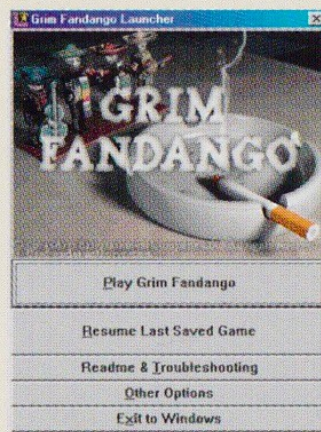 Grim Fandango Launcher
GRIM
FANDANGO
Play Grim Fandango
Resume Last Saved Game
Readme & Troubleshooting
Other Options
Exit to Windows